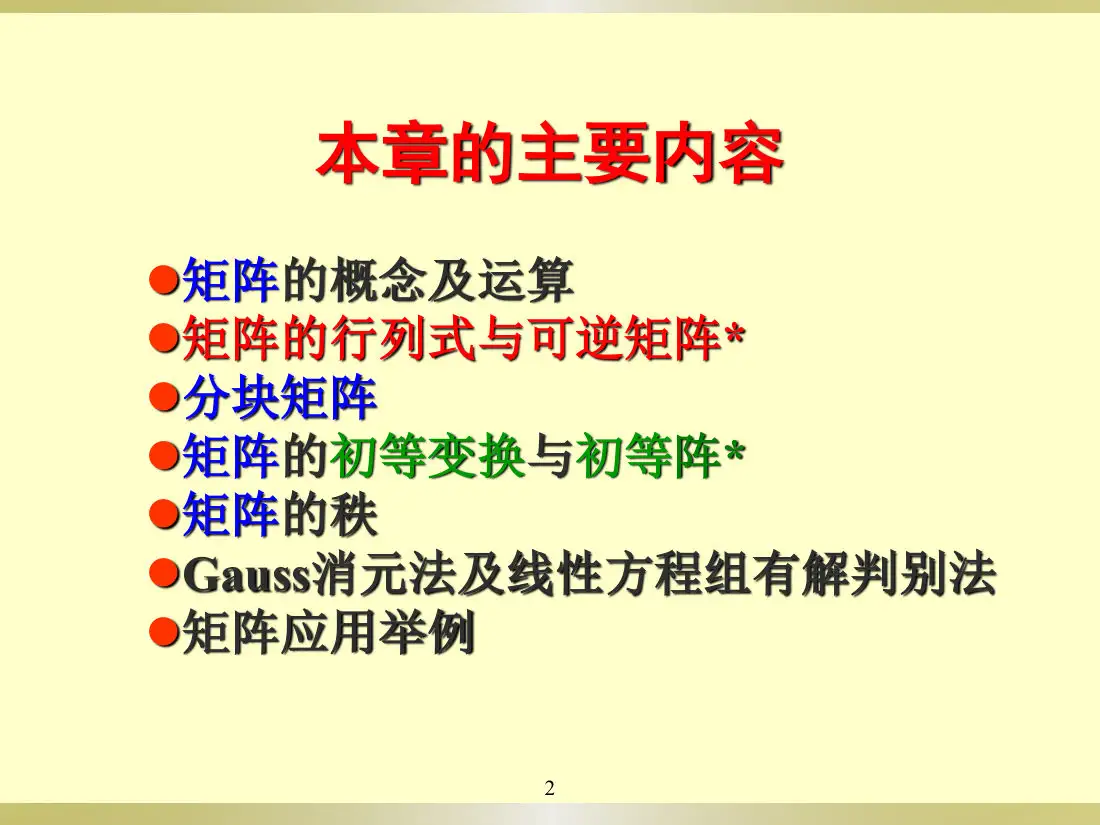 本章的主要内容
●矩阵的概念及运算
●矩阵的行列式与可逆矩阵*
●分块矩阵
●矩阵的初等变换与初等阵*
●矩阵的秩
●Gauss消元法及线性方程组有解判别法
●矩阵应用举例
2